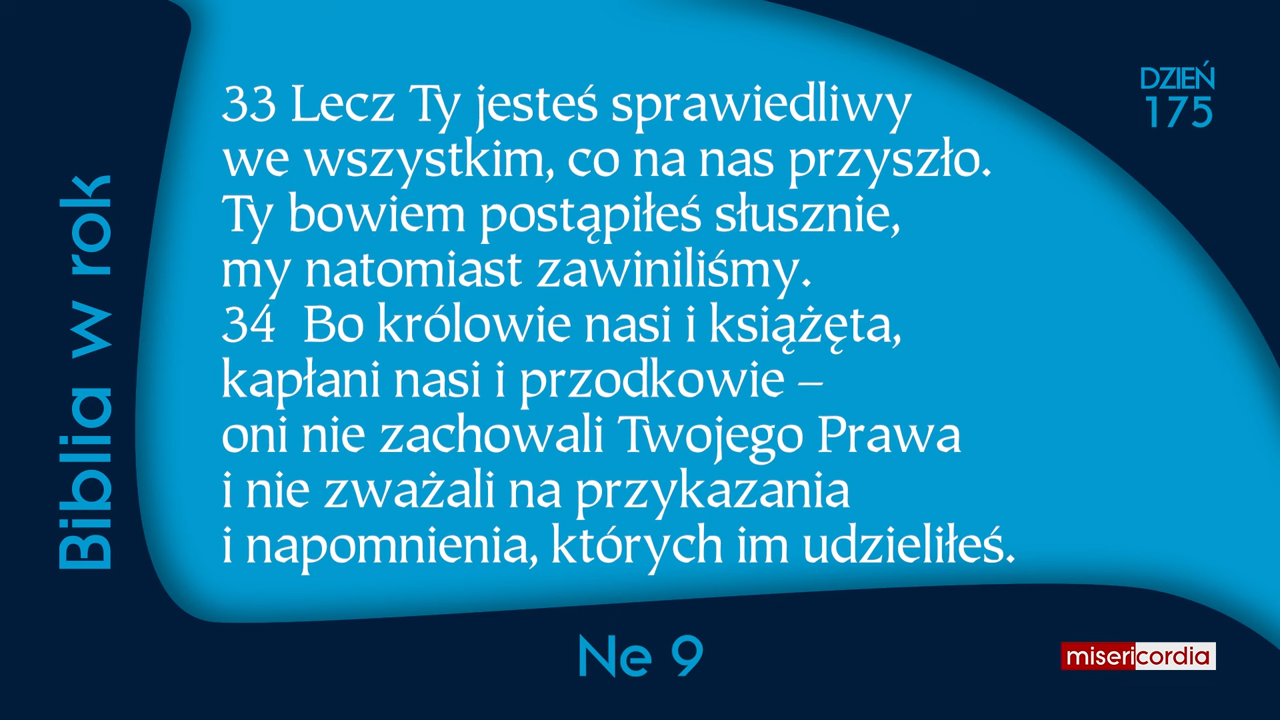 DZIEŃ
175
33 Lecz Ty jesteś sprawiedliwy
we wszystkim, co na nas przyszło.
Ty bowiem postąpiłeś słusznie,
my natomiast zawiniliśmy.
34 Bo królowie nasi i książęta,
kapłani nasi i przodkowie –
oni nie zachowali Twojego Prawa
i nie zważali na przykazania
i napomnienia, których im udzieliłeś.
Biblia w rok
Ne 9
misericordia